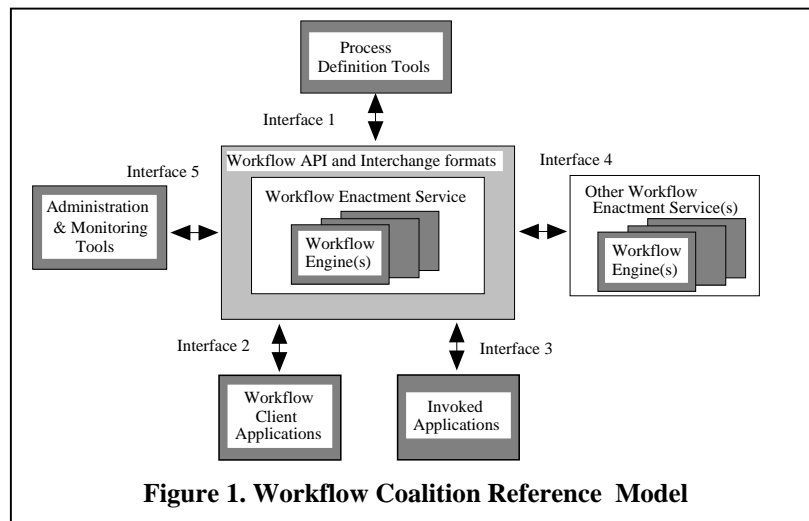 Process
Definition Tools
Interface 1
Workflow API and Interchange formats
Interface 5
Interface 4
Workflow Enactment Service
Workflow
Engine(s)
Administration
& Monitoring
Tools
Other Workflow
Enactment Service(s)
Workflow
Engine(s)
Interface 2
Interface 3
Workflow
Client
Applications
Invoked
Applications
Figure 1. Workflow Coalition Reference Model